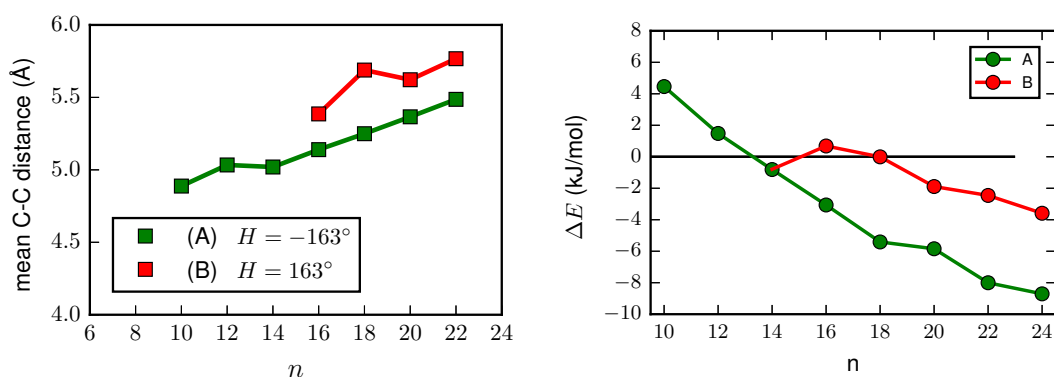 6.0
5.5
5.0
4.5
4.0
mean C-C distance (Å)
(A) H = −163°
(B) H = 163°
6 8 10 12 14 16 18 20 22 24
n
8
6
4
2
0
−2
−4
−6
−8
−10
ΔE (kJ/mol)
A
B
10 12 14 16 18 20 22 24
n